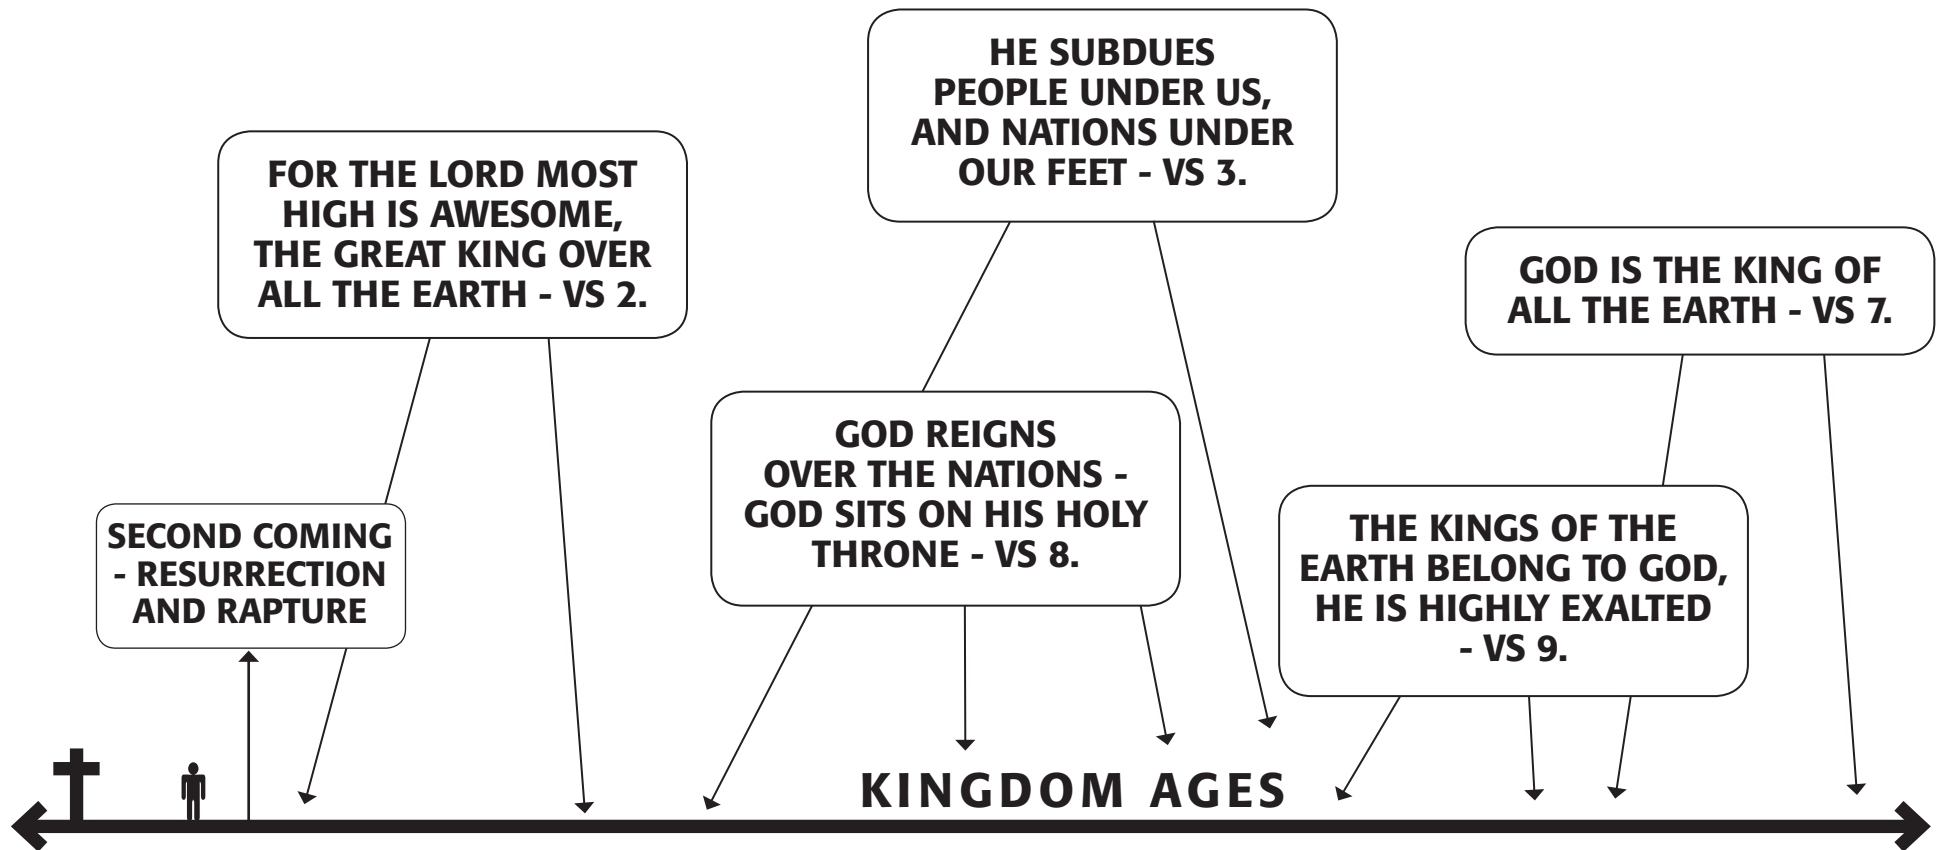 FOR THE LORD MOST
HIGH IS AWESOME,
THE GREAT KING OVER
ALL THE EARTH - VS 2.
HE SUBDUES
PEOPLE UNDER US,
AND NATIONS UNDER
OUR FEET - VS 3.
GOD IS THE KING OF
ALL THE EARTH - VS 7.
SECOND COMING
- RESURRECTION
AND RAPTURE
GOD REIGNS
OVER THE NATIONS -
GOD SITS ON HIS HOLY
THRONE - VS 8.
THE KINGS OF THE
EARTH BELONG TO GOD,
HE IS HIGHLY EXALTED
- VS 9.
KINGDOM AGES